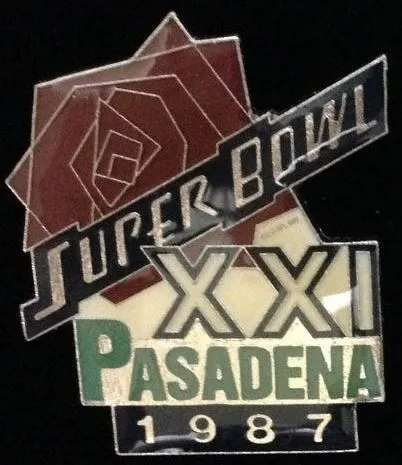 SUPER BOWL
XXI
PASADENA
1987